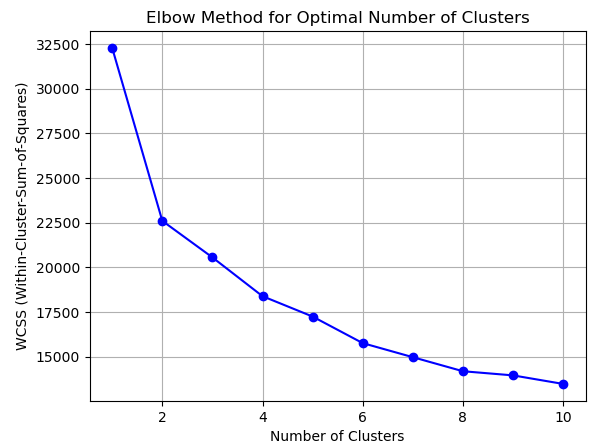 Elbow Method for Optimal Number of Clusters
WCSS (Within-Cluster-Sum-of-Squares)
32500
30000
27500
25000
22500
20000
17500
15000
2 4 6 8 10
Number of Clusters